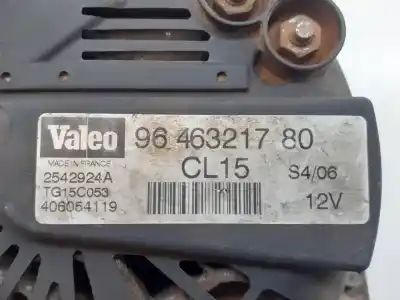 Valeo 96 463217 80
MADE IN FRANCE
CL15 S4/06
2542924A
TG15C053
406054119
12V